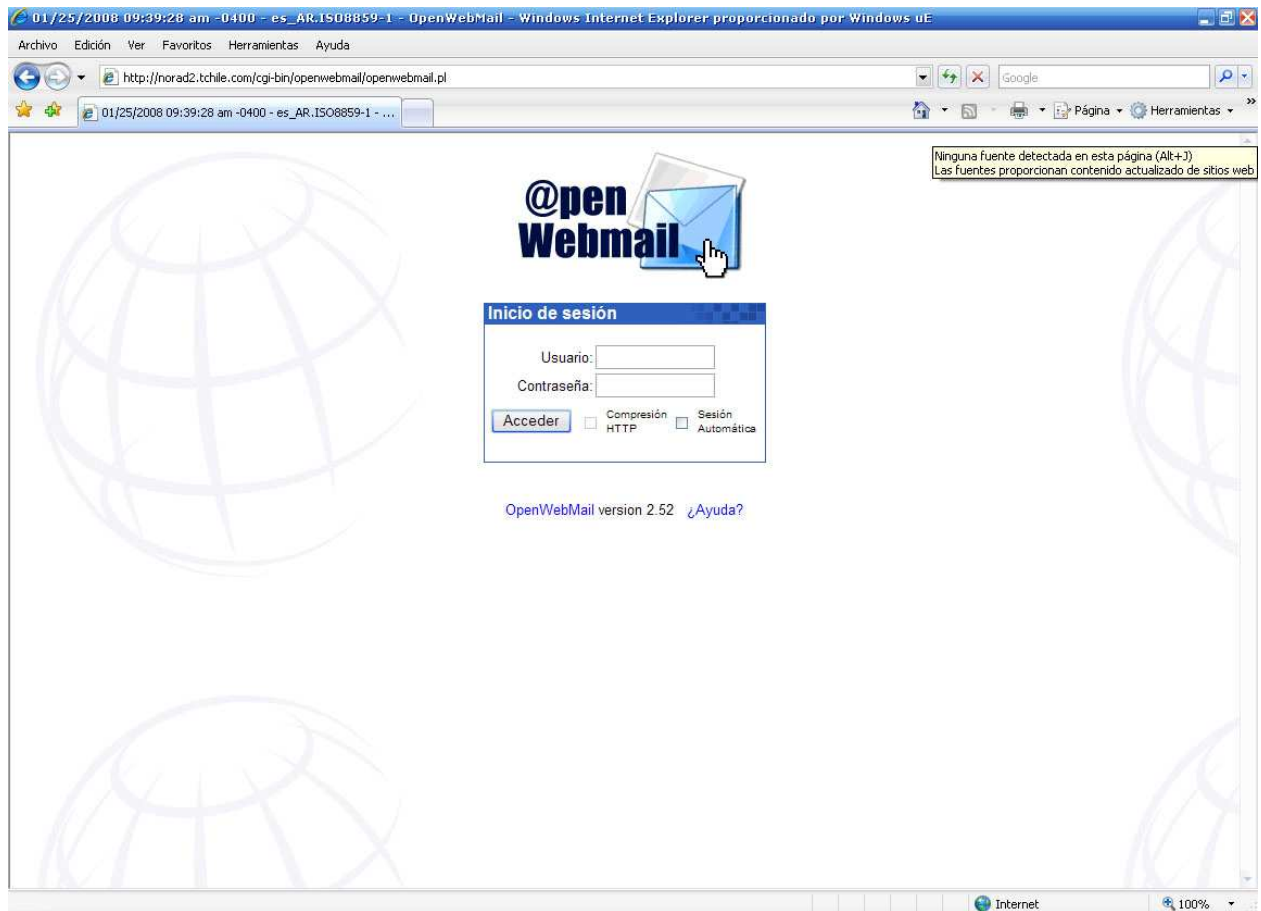 01/25/2008 09:39:28 am -0400 - es_AR.ISO8859-1 - OpenWebMail - Windows Internet Explorer proporcionado por Windows uE
Archivo Edición Ver Favoritos Herramientas Ayuda
http://norad2.tchile.com/cgi-bin/openwebmail/openwebmail.pl
Google
01/25/2008 09:39:28 am -0400 - es_AR.ISO8859-1 - ...
Página
Herramientas
»
Ninguna fuente detectada en esta página (Alt+J)
Las fuentes proporcionan contenido actualizado de sitios web
@pen
Webmail
Inicio de sesión
Usuario:
Contraseña:
Acceder
Compresión
HTTP
Sesión
Automática
OpenWebMail version 2.52 ¿Ayuda?
Internet
100%